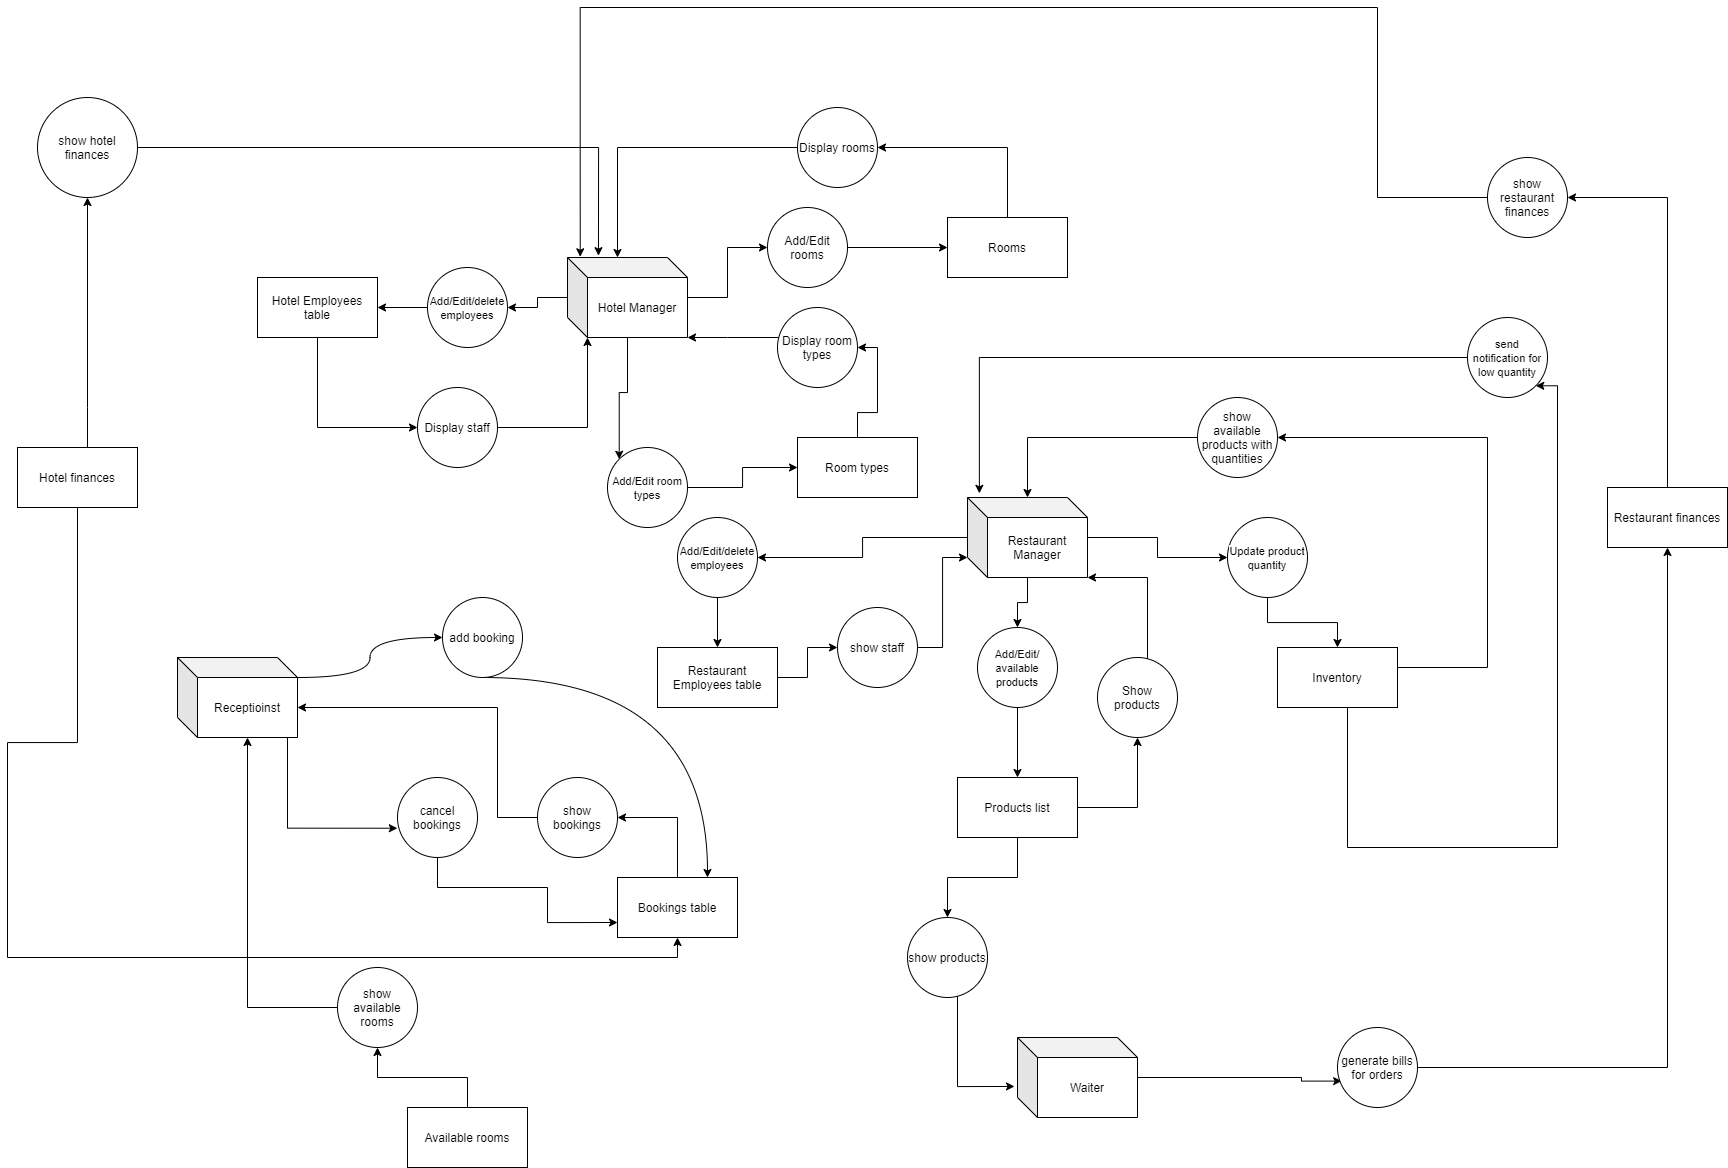 show hotel
finances
Display rooms
show
restaurant
finances
Add/Edit
rooms
Rooms
Hotel Employees
table
Add/Edit/delete
employees
Hotel Manager
Display room
types
send
notification for
low quantity
Display staff
show
available
products with
quantities
Hotel finances
Add/Edit room
types
Room types
Restaurant finances
Add/Edit/delete
employees
Restaurant
Manager
Update product
quantity
add booking
show staff
Restaurant
Employees table
Add/Edit/
available
products
Show
products
Inventory
Receptioinst
cancel
bookings
show
bookings
Products list
Bookings table
show products
show
available
rooms
Waiter
generate bills
for orders
Available rooms